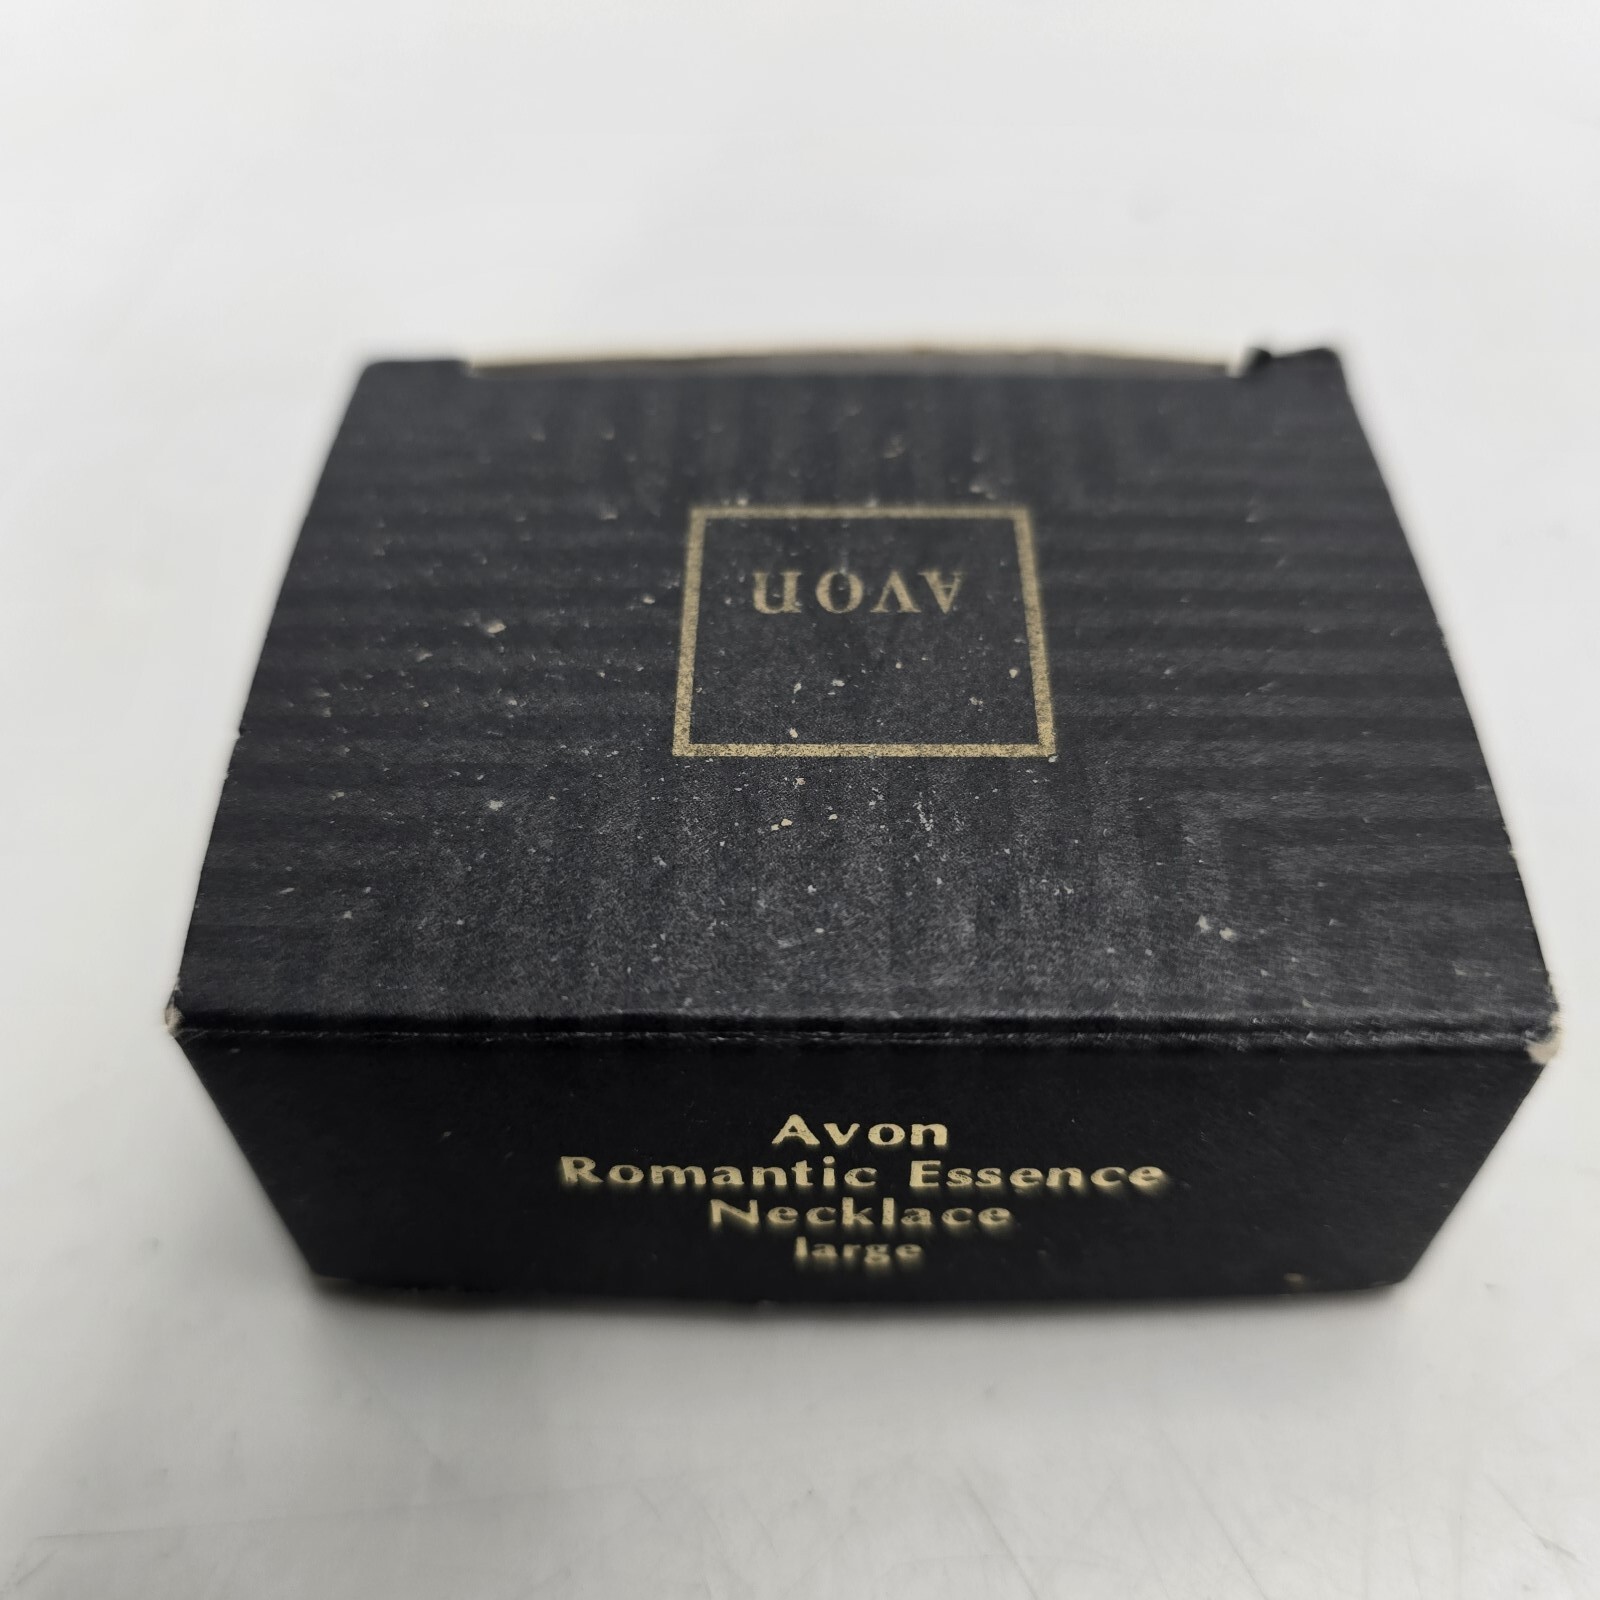 AVON
Avon
Romantic Essence
Necklace
large